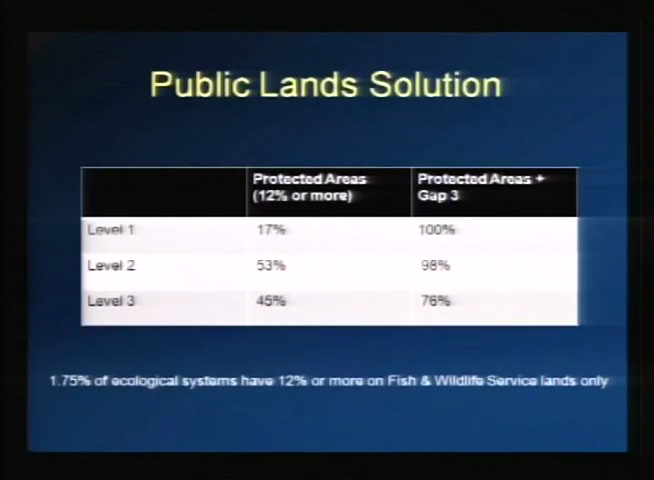 Public Lands Solution
Protected Areas (12% or more) Protected Areas + Gap 3
Level 1 17% 100%
Level 2 53% 98%
Level 3 45% 76%
1.75% of ecological systems have 12% or more on Fish & Wildlife Service lands only